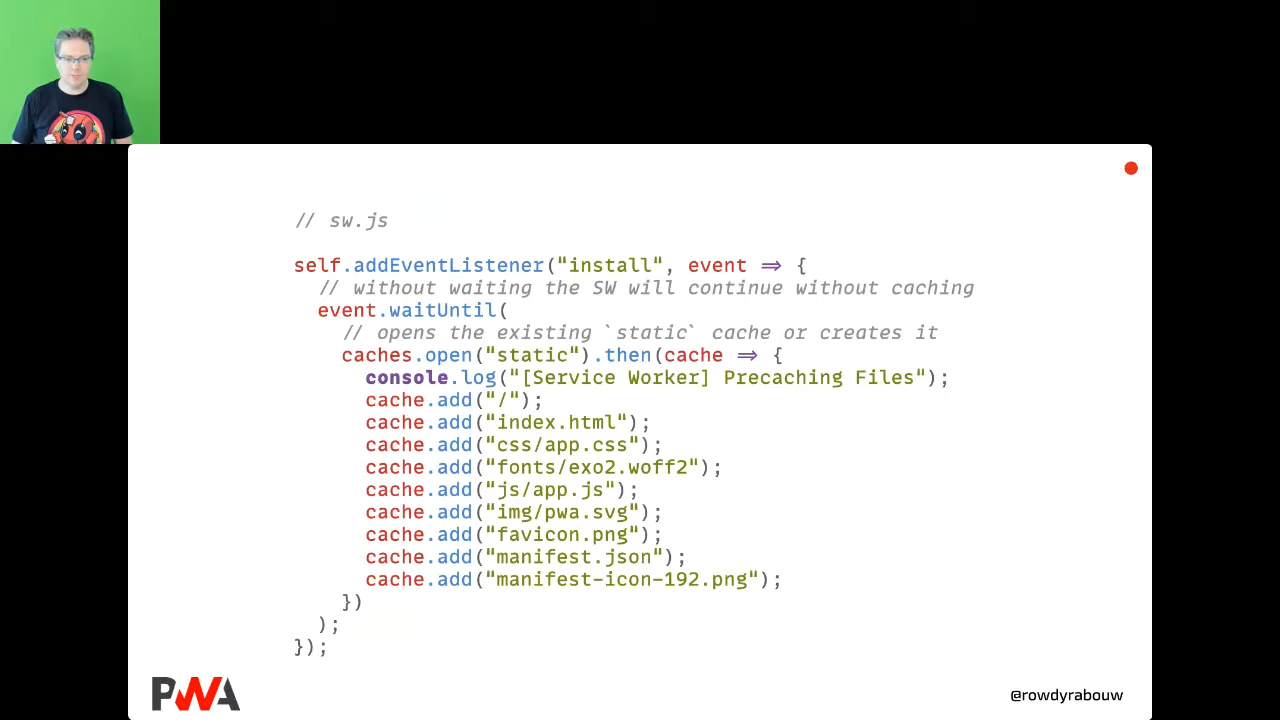 // sw.js
self.addEventListener("install", event => {
// without waiting the SW will continue without caching
event.waitUntil(
// opens the existing `static` cache or creates it
caches.open("static").then(cache => {
console.log("[Service Worker] Precaching Files");
cache.add("/");
cache.add("index.html");
cache.add("css/app.css");
cache.add("fonts/exo2.woff2");
cache.add("js/app.js");
cache.add("img/pwa.svg");
cache.add("favicon.png");
cache.add("manifest.json");
cache.add("manifest-icon-192.png");
})
);
});
PWA
@rowdyrabouw